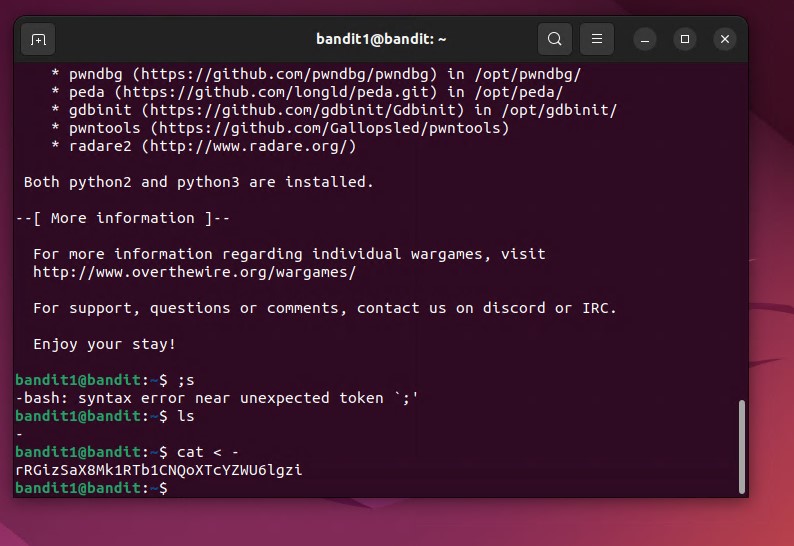 bandit1@bandit: ~
* pwndbg (https://github.com/pwndbg/pwndbg) in /opt/pwndbg/
* peda (https://github.com/longld/peda.git) in /opt/peda/
* gdbinit (https://github.com/gdbinit/Gdbinit) in /opt/gdbinit/
* pwntools (https://github.com/Gallopsled/pwntools)
* radare2 (http://www.radare.org/)
Both python2 and python3 are installed.
--[ More information ]--
For more information regarding individual wargames, visit
http://www.overthewire.org/wargames/
For support, questions or comments, contact us on discord or IRC.
Enjoy your stay!
bandit1@bandit:~$ ;s
-bash: syntax error near unexpected token `;'
bandit1@bandit:~$ ls
-
bandit1@bandit:~$ cat < -
rRGizSaX8Mk1RTb1CNQoXTcYZWU6lgzi
bandit1@bandit:~$